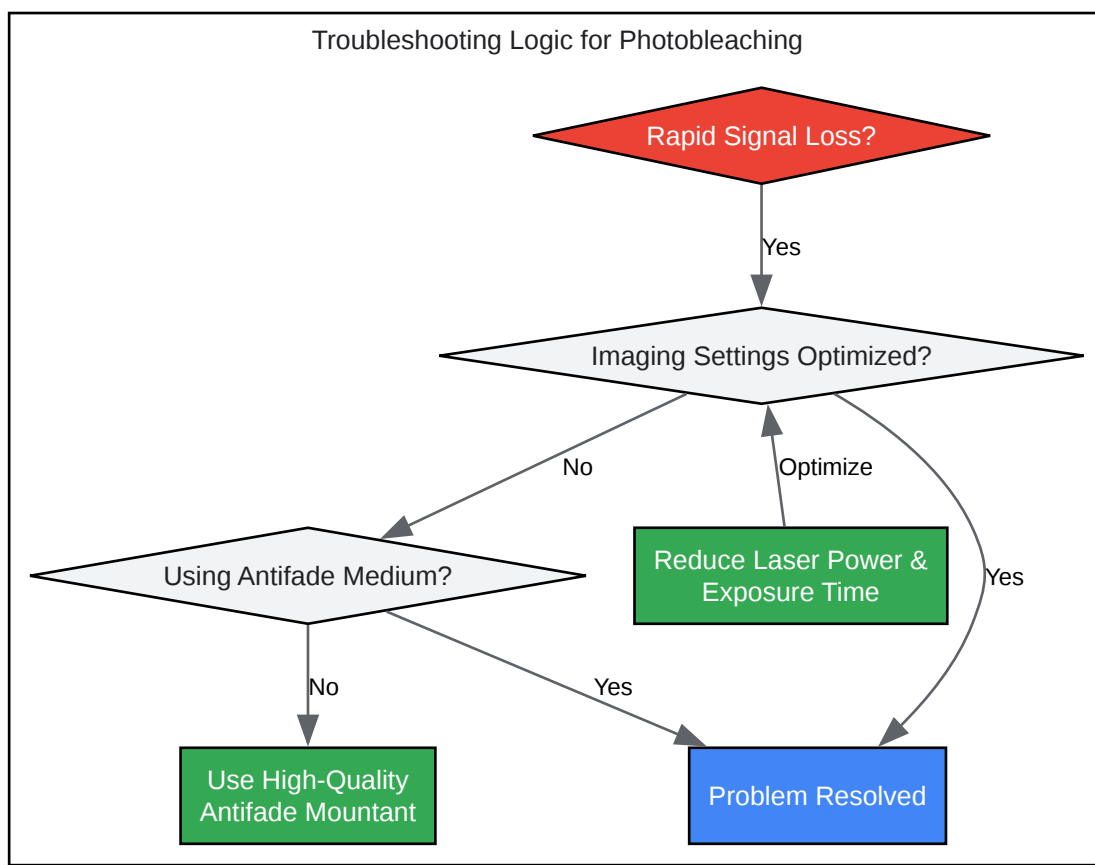 Troubleshooting Logic for Photobleaching
Rapid Signal Loss?
Yes
Imaging Settings Optimized?
No
Optimize
Yes
Using Antifade Medium?
Reduce Laser Power &
Exposure Time
No
Yes
Use High-Quality
Antifade Mountant
Problem Resolved